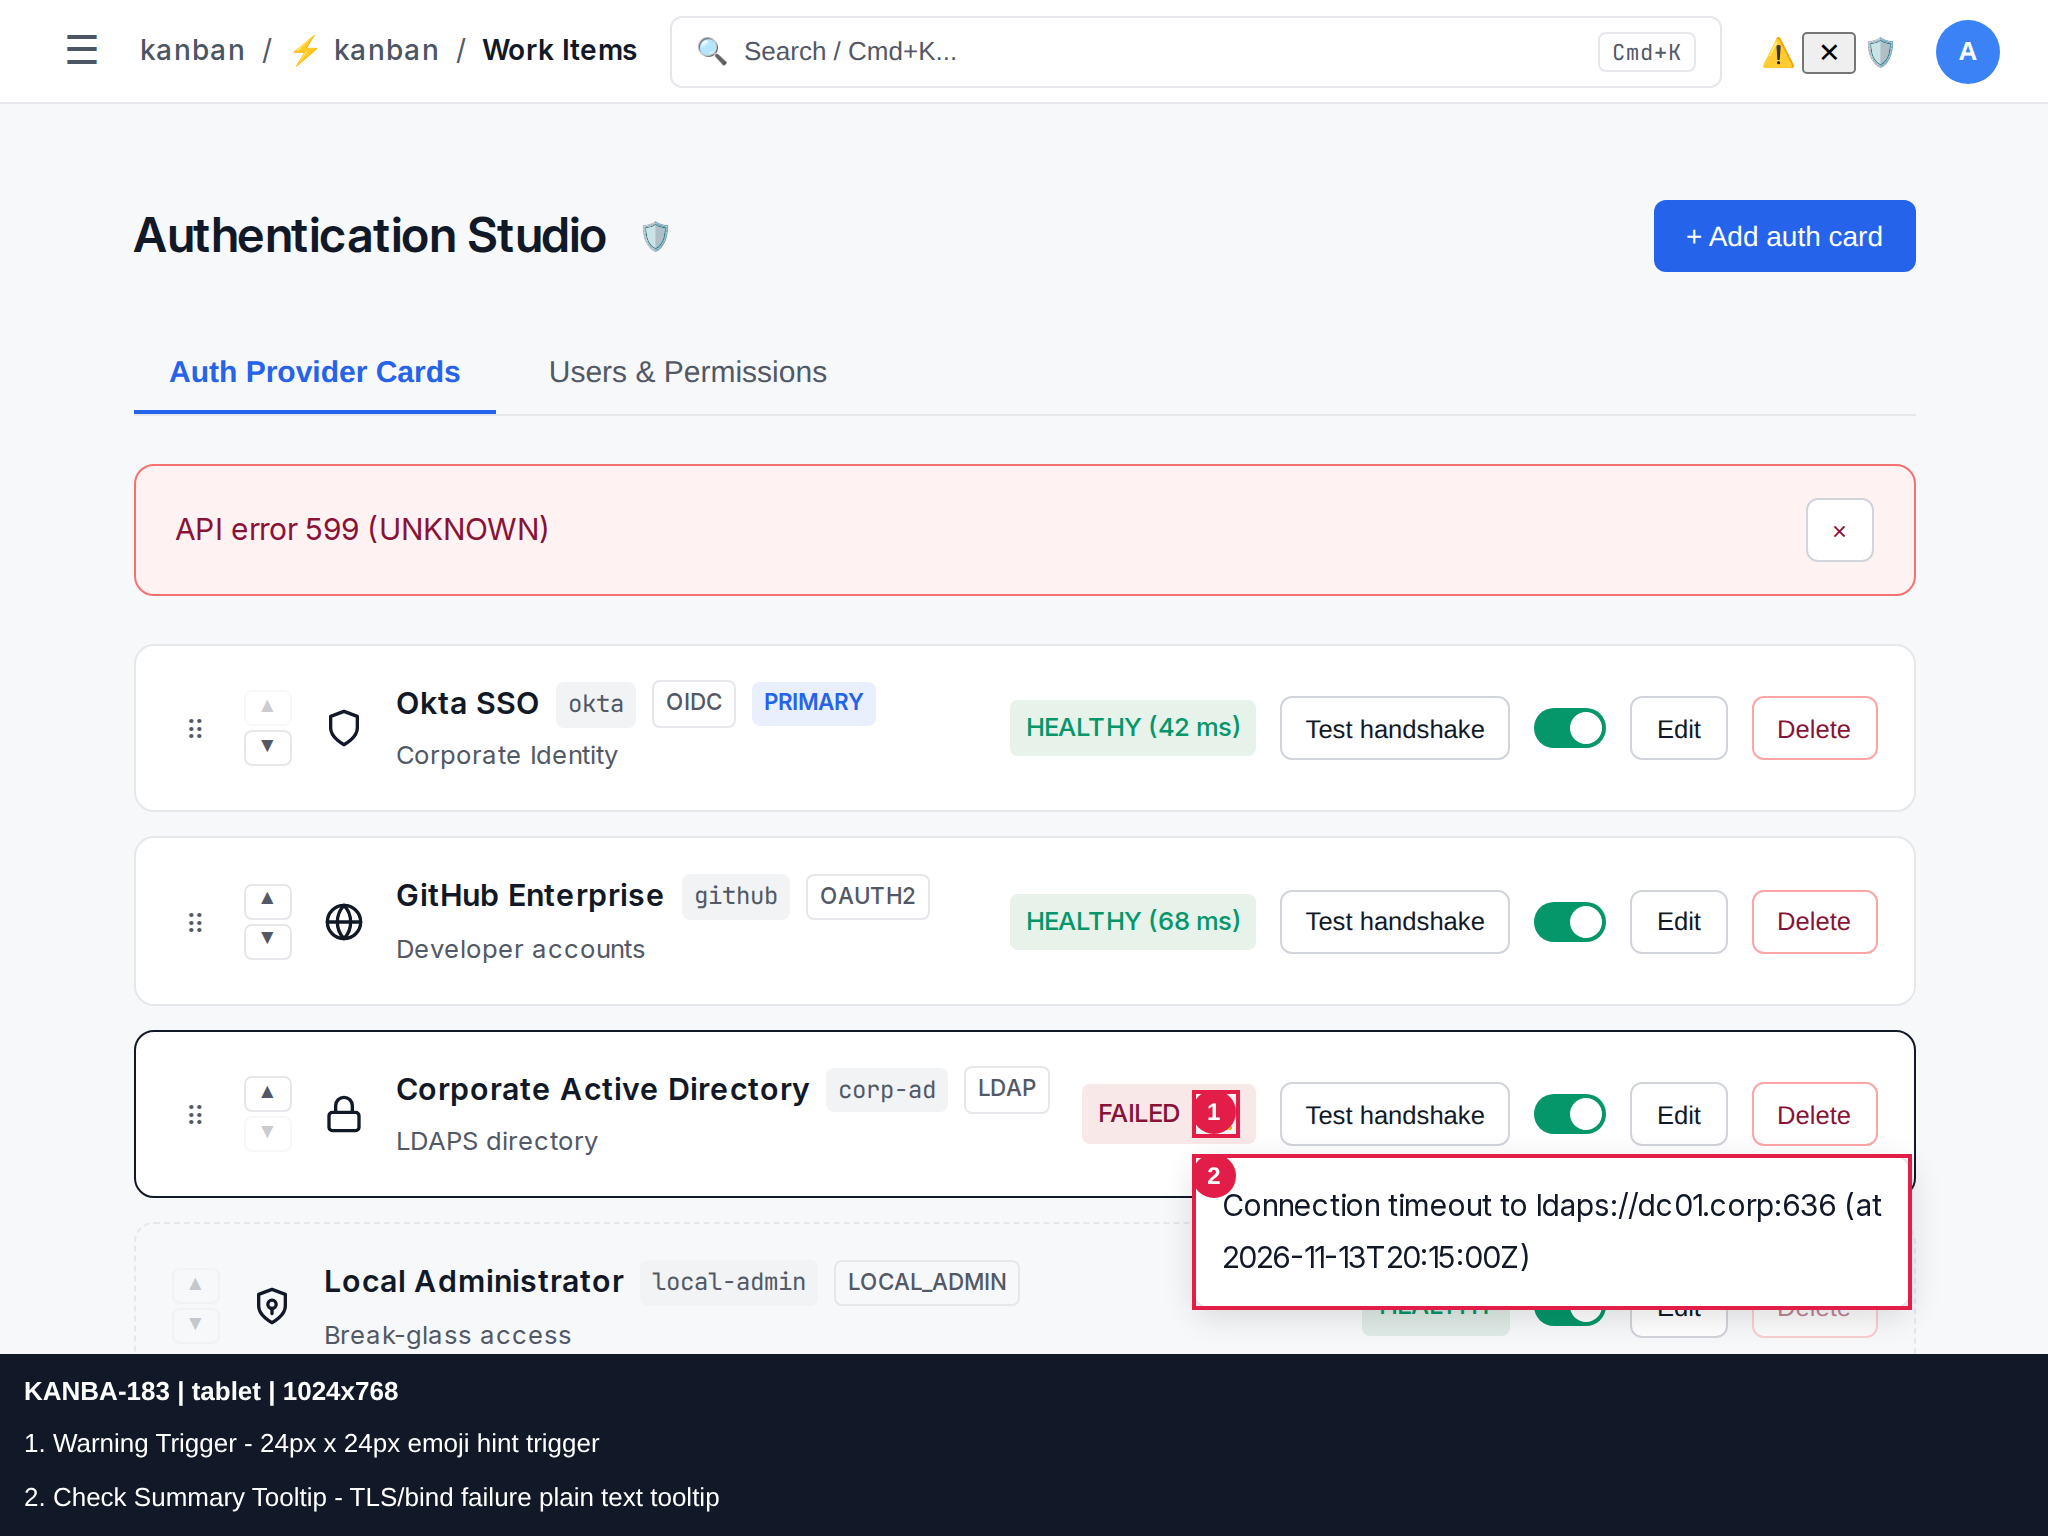 kanban / ⚡ kanban / Work Items
Search / Cmd+K...
Cmd+K
A
Authentication Studio
+ Add auth card
Auth Provider Cards
Users & Permissions
API error 599 (UNKNOWN)
×
Okta SSO okta OIDC PRIMARY
Corporate Identity
HEALTHY (42 ms) Test handshake Edit Delete
GitHub Enterprise github OAUTH2
Developer accounts
HEALTHY (68 ms) Test handshake Edit Delete
Corporate Active Directory corp-ad LDAP
LDAPS directory
FAILED 1 Test handshake Edit Delete
2
Connection timeout to ldaps://dc01.corp:636 (at
2026-11-13T20:15:00Z)
Local Administrator local-admin LOCAL_ADMIN
Break-glass access
HEALTHY Edit Delete
KANBA-183 | tablet | 1024x768
1. Warning Trigger - 24px x 24px emoji hint trigger
2. Check Summary Tooltip - TLS/bind failure plain text tooltip